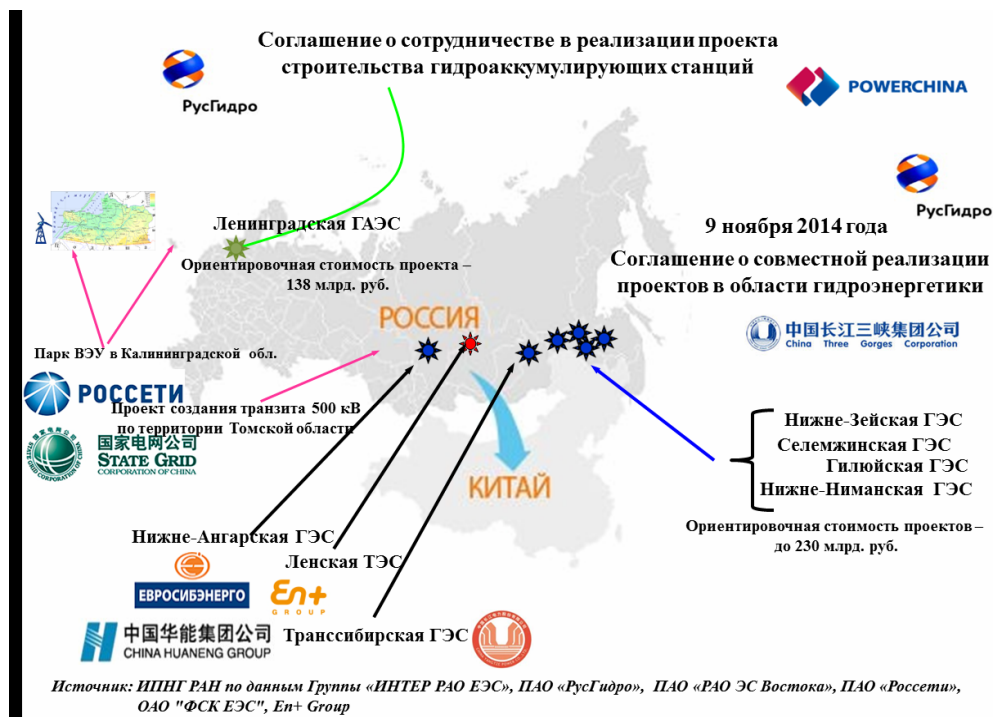 Соглашение о сотрудничестве в реализации проекта
строительства гидроаккумулирующих станций
РусГидро
POWERCHINA
РусГидро
Ленинградская ГАЭС
9 ноября 2014 года
Соглашение о совместной реализации
проектов в области гидроэнергетики
Ориентировочная стоимость проекта –
138 млрд. руб.
РОССИЯ
中国长江三峡集团公司
China Three Gorges Corporation
Парк ВЭУ в Калининградской обл.
РОССЕТИ
Проект создания транзита 500 кВ
по территории Томской области
国家电网公司
STATE GRID
CORPORATION OF CHINA
КИТАЙ
Нижне-Зейская ГЭС
Селемжинская ГЭС
Гилюйская ГЭС
Нижне-Ниманская ГЭС
Ориентировочная стоимость проектов –
до 230 млрд. руб.
Нижне-Ангарская ГЭС
Ленская ТЭС
ЕВРОСИБЭНЕРГО
En+
GROUP
中国华能集团公司
CHINA HUANENG GROUP
Транссибирская ГЭС
Источник: ИПНГ РАН по данным Группы «ИНТЕР РАО ЕЭС», ПАО «РусГидро», ПАО «РАО ЭС Востока», ПАО «Россети»,
ОАО "ФСК ЕЭС", En+ Group